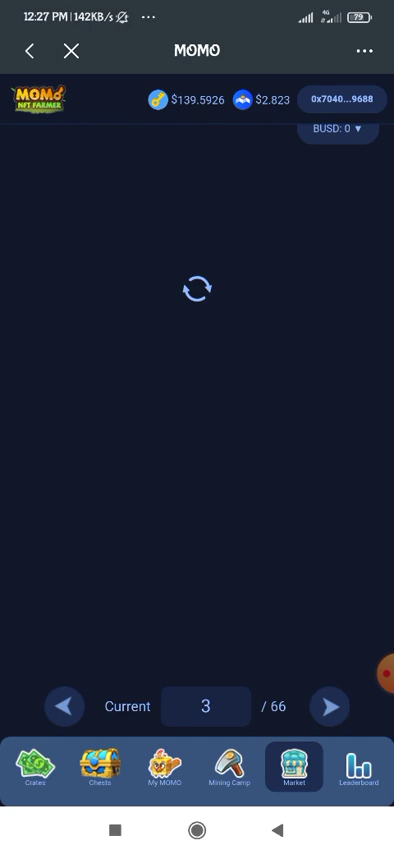 12:27 PM|142KB/s ... 4G 79
MOMO ...
MOMO
NFT FARMER
$139.5926 $2.823 0x7040...9688
BUSD: 0 ▼
Current 3 / 66
Crates Chests My MOMO Mining Camp Market Leaderboard